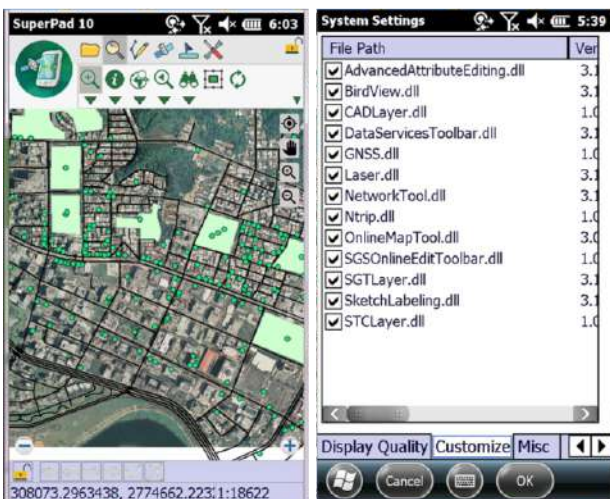 SuperPad 10 6:03
308073.2963438, 2774662.223 1:18622
System Settings 5:39
File Path Ver
AdvancedAttributeEditing.dll 3.1
BirdView.dll 3.1
CADLayer.dll 1.0
DataServicesToolbar.dll 3.1
GNSS.dll 1.0
Laser.dll 3.1
NetworkTool.dll 3.1
Ntrip.dll 1.0
OnlineMapTool.dll 3.0
SGSOnlineEditToolbar.dll 1.0
SGTLayer.dll 3.1
SketchLabeling.dll 3.1
STCLayer.dll 1.0
Display Quality Customize Misc
Cancel OK